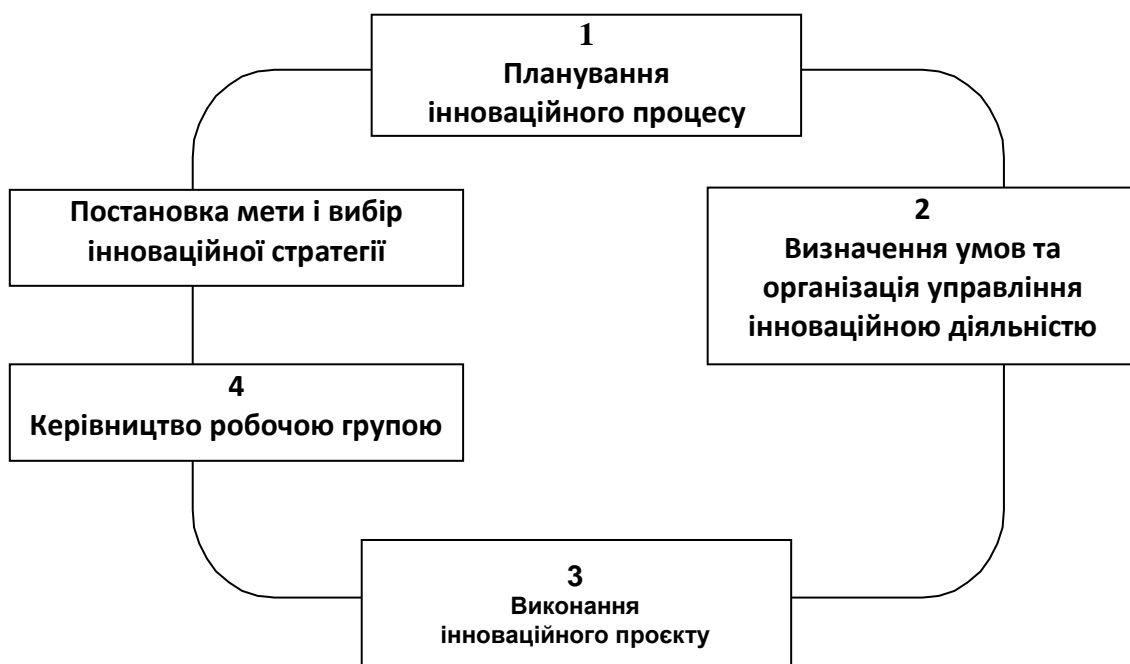 1
Планування
інноваційного процесу
Постановка мети і вибір
інноваційної стратегії
2
Визначення умов та
організація управління
інноваційною діяльністю
4
Керівництво робочою групою
3
Виконання
інноваційного проєкту